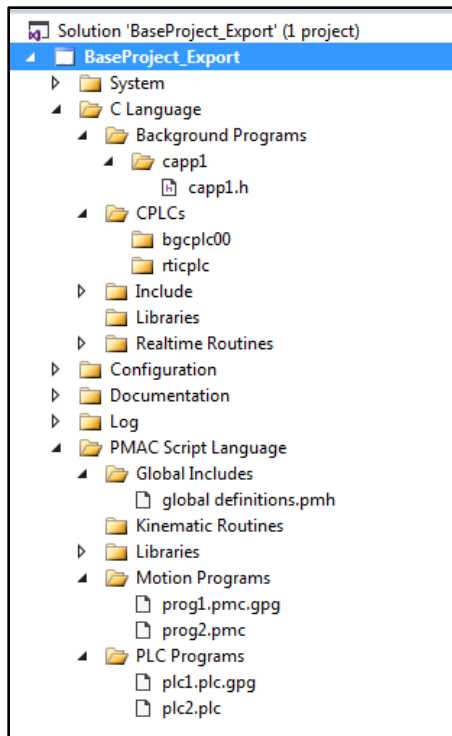 Solution 'BaseProject_Export' (1 project)
BaseProject_Export
System
C Language
Background Programs
capp1
capp1.h
CPLCs
bgcplc00
rticplc
Include
Libraries
Realtime Routines
Configuration
Documentation
Log
PMAC Script Language
Global Includes
global definitions.pmh
Kinematic Routines
Libraries
Motion Programs
prog1.pmc.gpg
prog2.pmc
PLC Programs
plc1.plc.gpg
plc2.plc